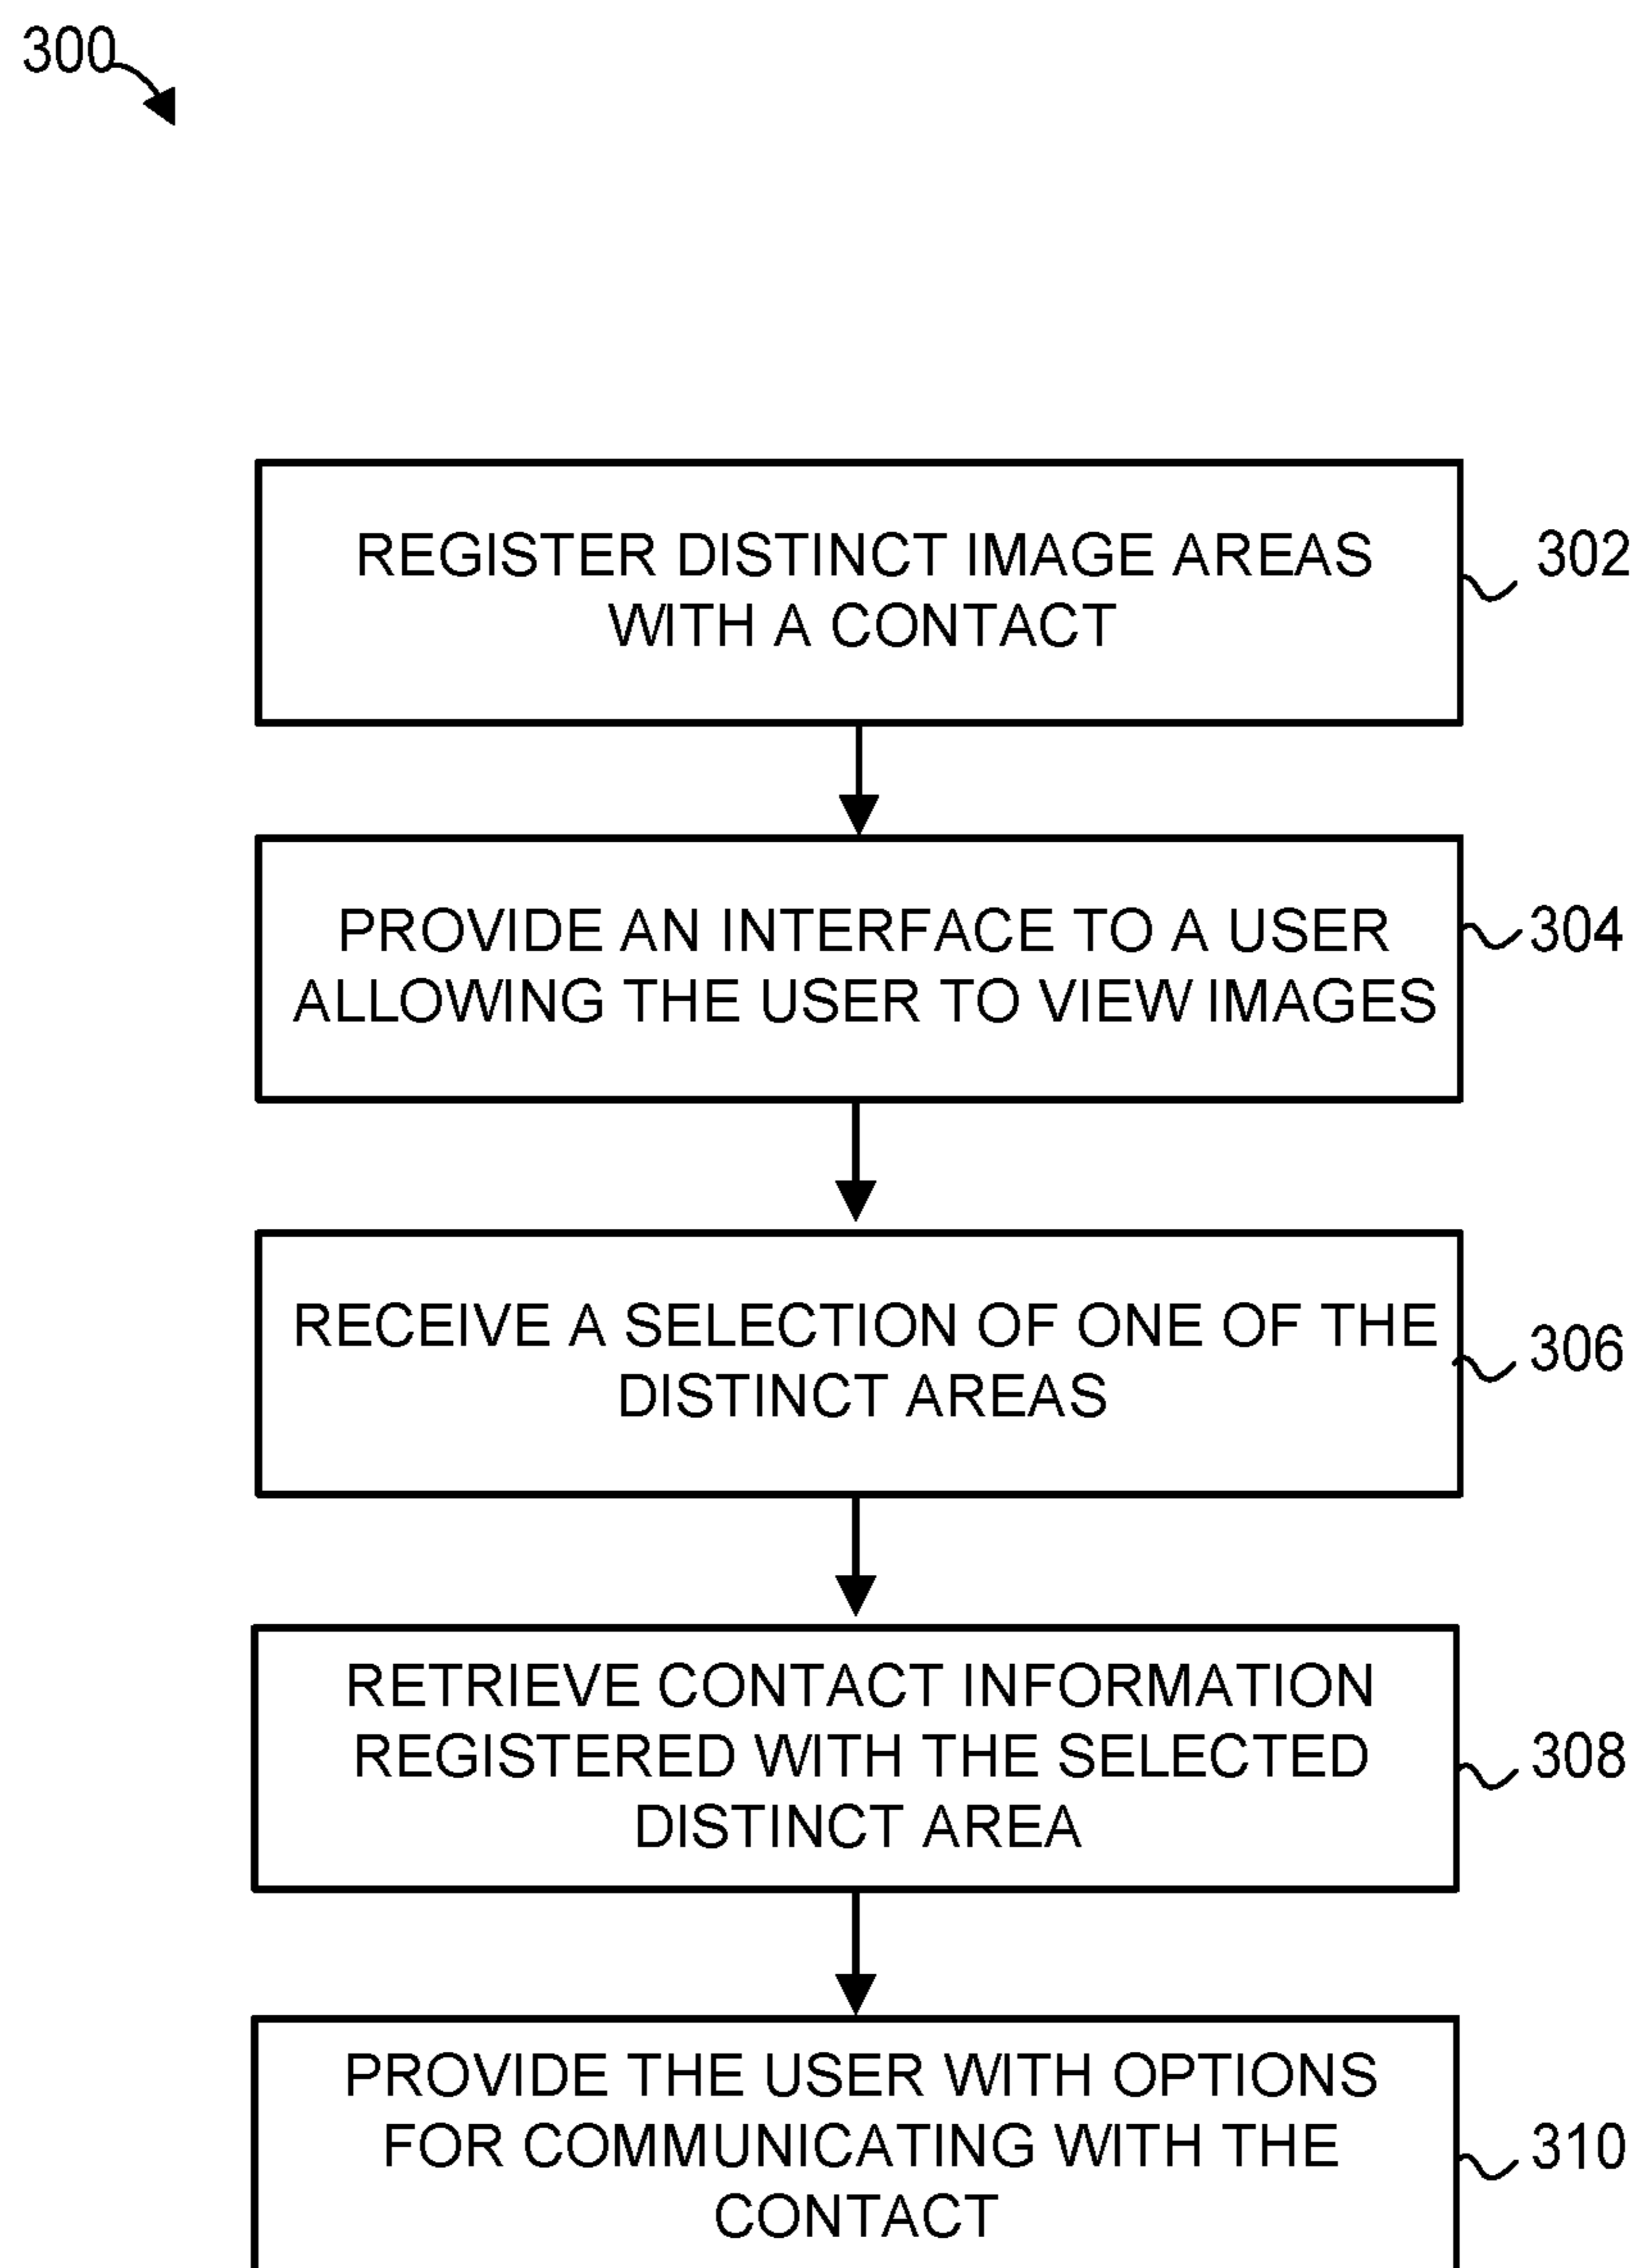 300
REGISTER DISTINCT IMAGE AREAS
WITH A CONTACT
302
PROVIDE AN INTERFACE TO A USER
ALLOWING THE USER TO VIEW IMAGES
304
RECEIVE A SELECTION OF ONE OF THE
DISTINCT AREAS
306
RETRIEVE CONTACT INFORMATION
REGISTERED WITH THE SELECTED
DISTINCT AREA
308
PROVIDE THE USER WITH OPTIONS
FOR COMMUNICATING WITH THE
CONTACT
310